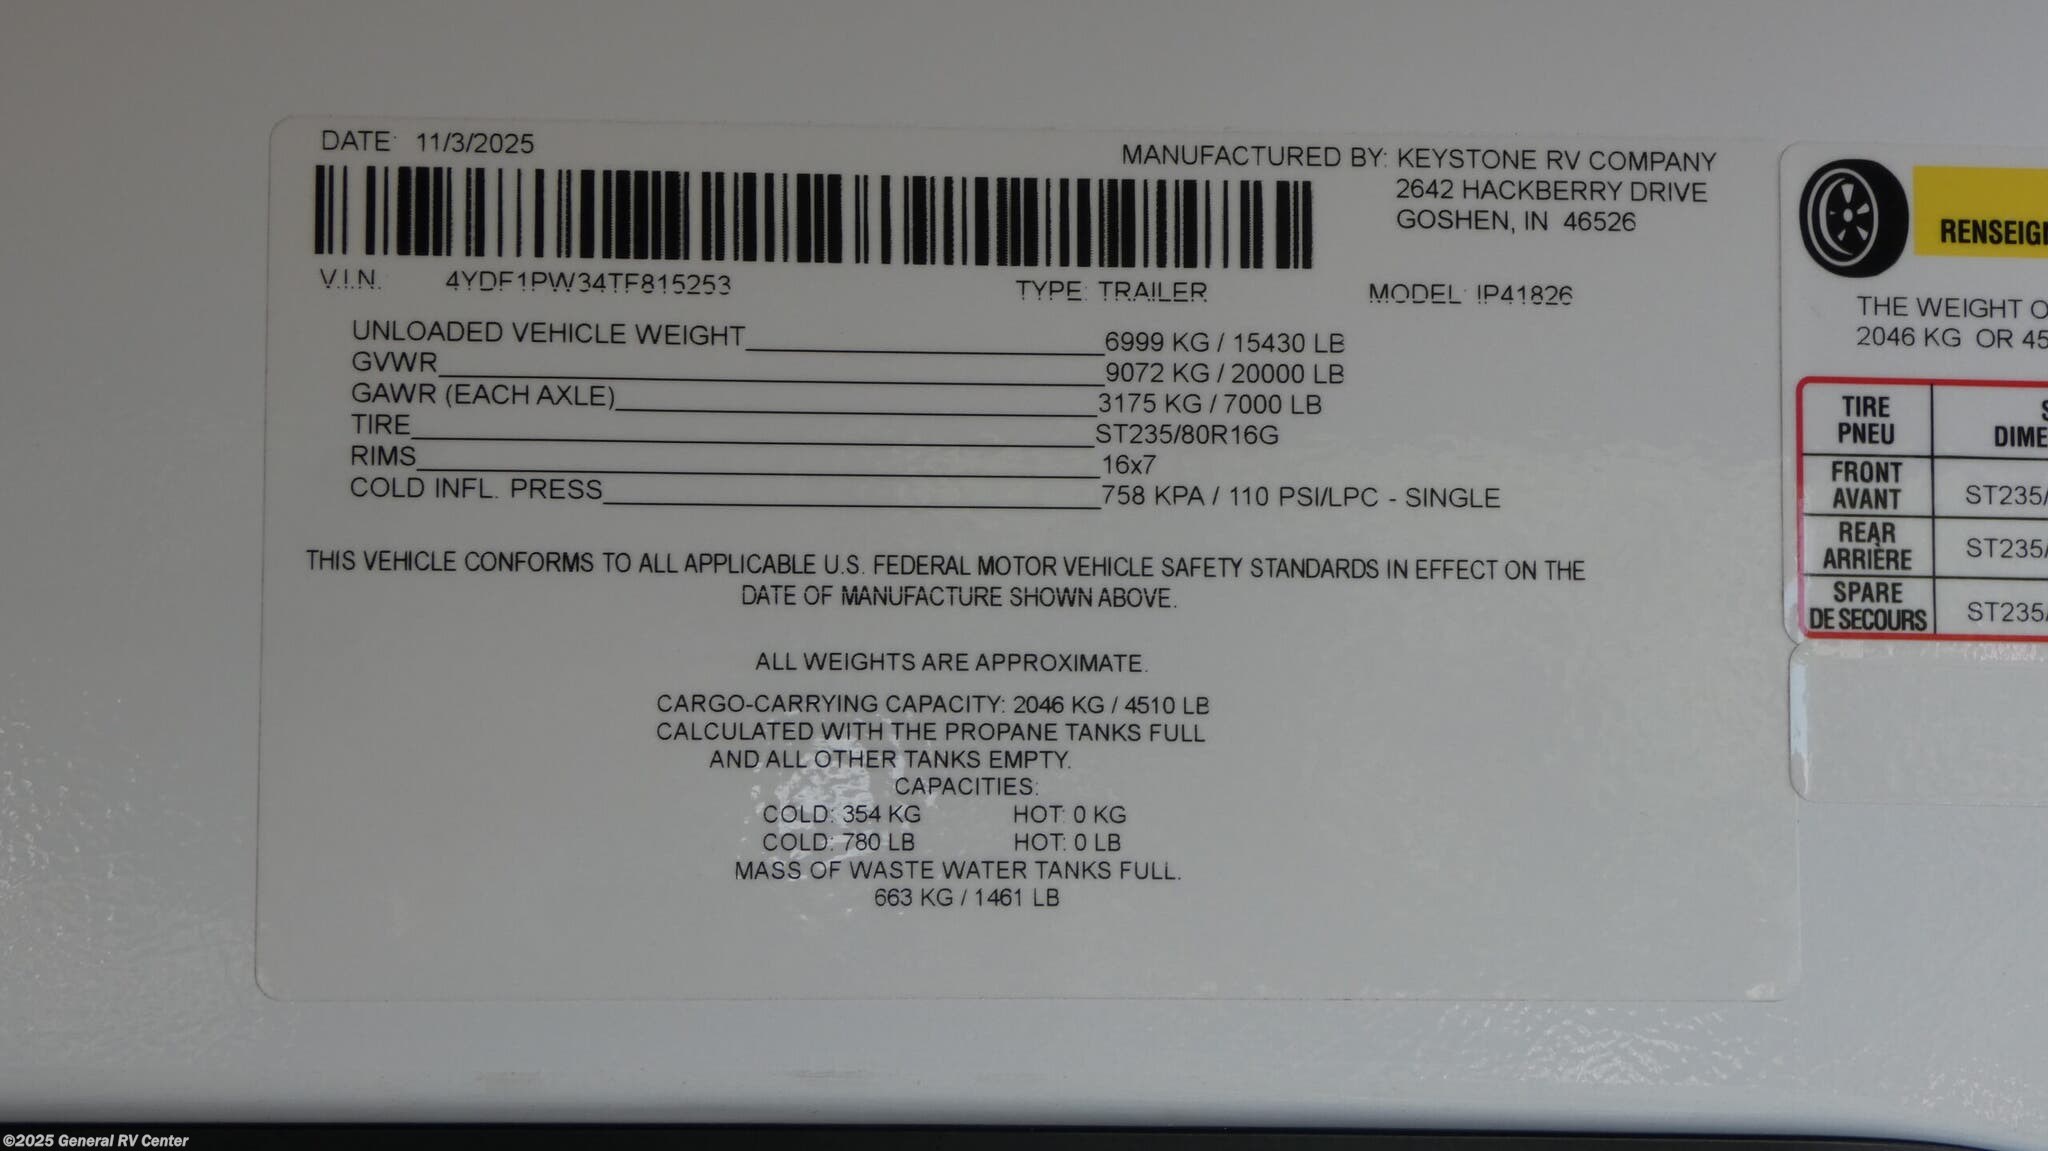 DATE: 11/3/2025
MANUFACTURED BY: KEYSTONE RV COMPANY
2642 HACKBERRY DRIVE
GOSHEN, IN 46526
V.I.N. 4YDF1PW34TF815253
TYPE: TRAILER
MODEL: IP41826
UNLOADED VEHICLE WEIGHT 6999 KG / 15430 LB
GVWR 9072 KG / 20000 LB
GAWR (EACH AXLE) 3175 KG / 7000 LB
TIRE ST235/80R16G
RIMS 16x7
COLD INFL. PRESS 758 KPA / 110 PSI/LPC - SINGLE
THIS VEHICLE CONFORMS TO ALL APPLICABLE U.S. FEDERAL MOTOR VEHICLE SAFETY STANDARDS IN EFFECT ON THE
DATE OF MANUFACTURE SHOWN ABOVE.
ALL WEIGHTS ARE APPROXIMATE.
CARGO-CARRYING CAPACITY: 2046 KG / 4510 LB
CALCULATED WITH THE PROPANE TANKS FULL
AND ALL OTHER TANKS EMPTY.
CAPACITIES:
COLD: 354 KG HOT: 0 KG
COLD: 780 LB HOT: 0 LB
MASS OF WASTE WATER TANKS FULL.
663 KG / 1461 LB
RENSEIG
THE WEIGHT O
2046 KG OR 45
TIRE
PNEU
DIME
FRONT
AVANT
ST235/
REAR
ARRIÈRE
ST235/
SPARE
DE SECOURS
ST235/
©2025 General RV Center